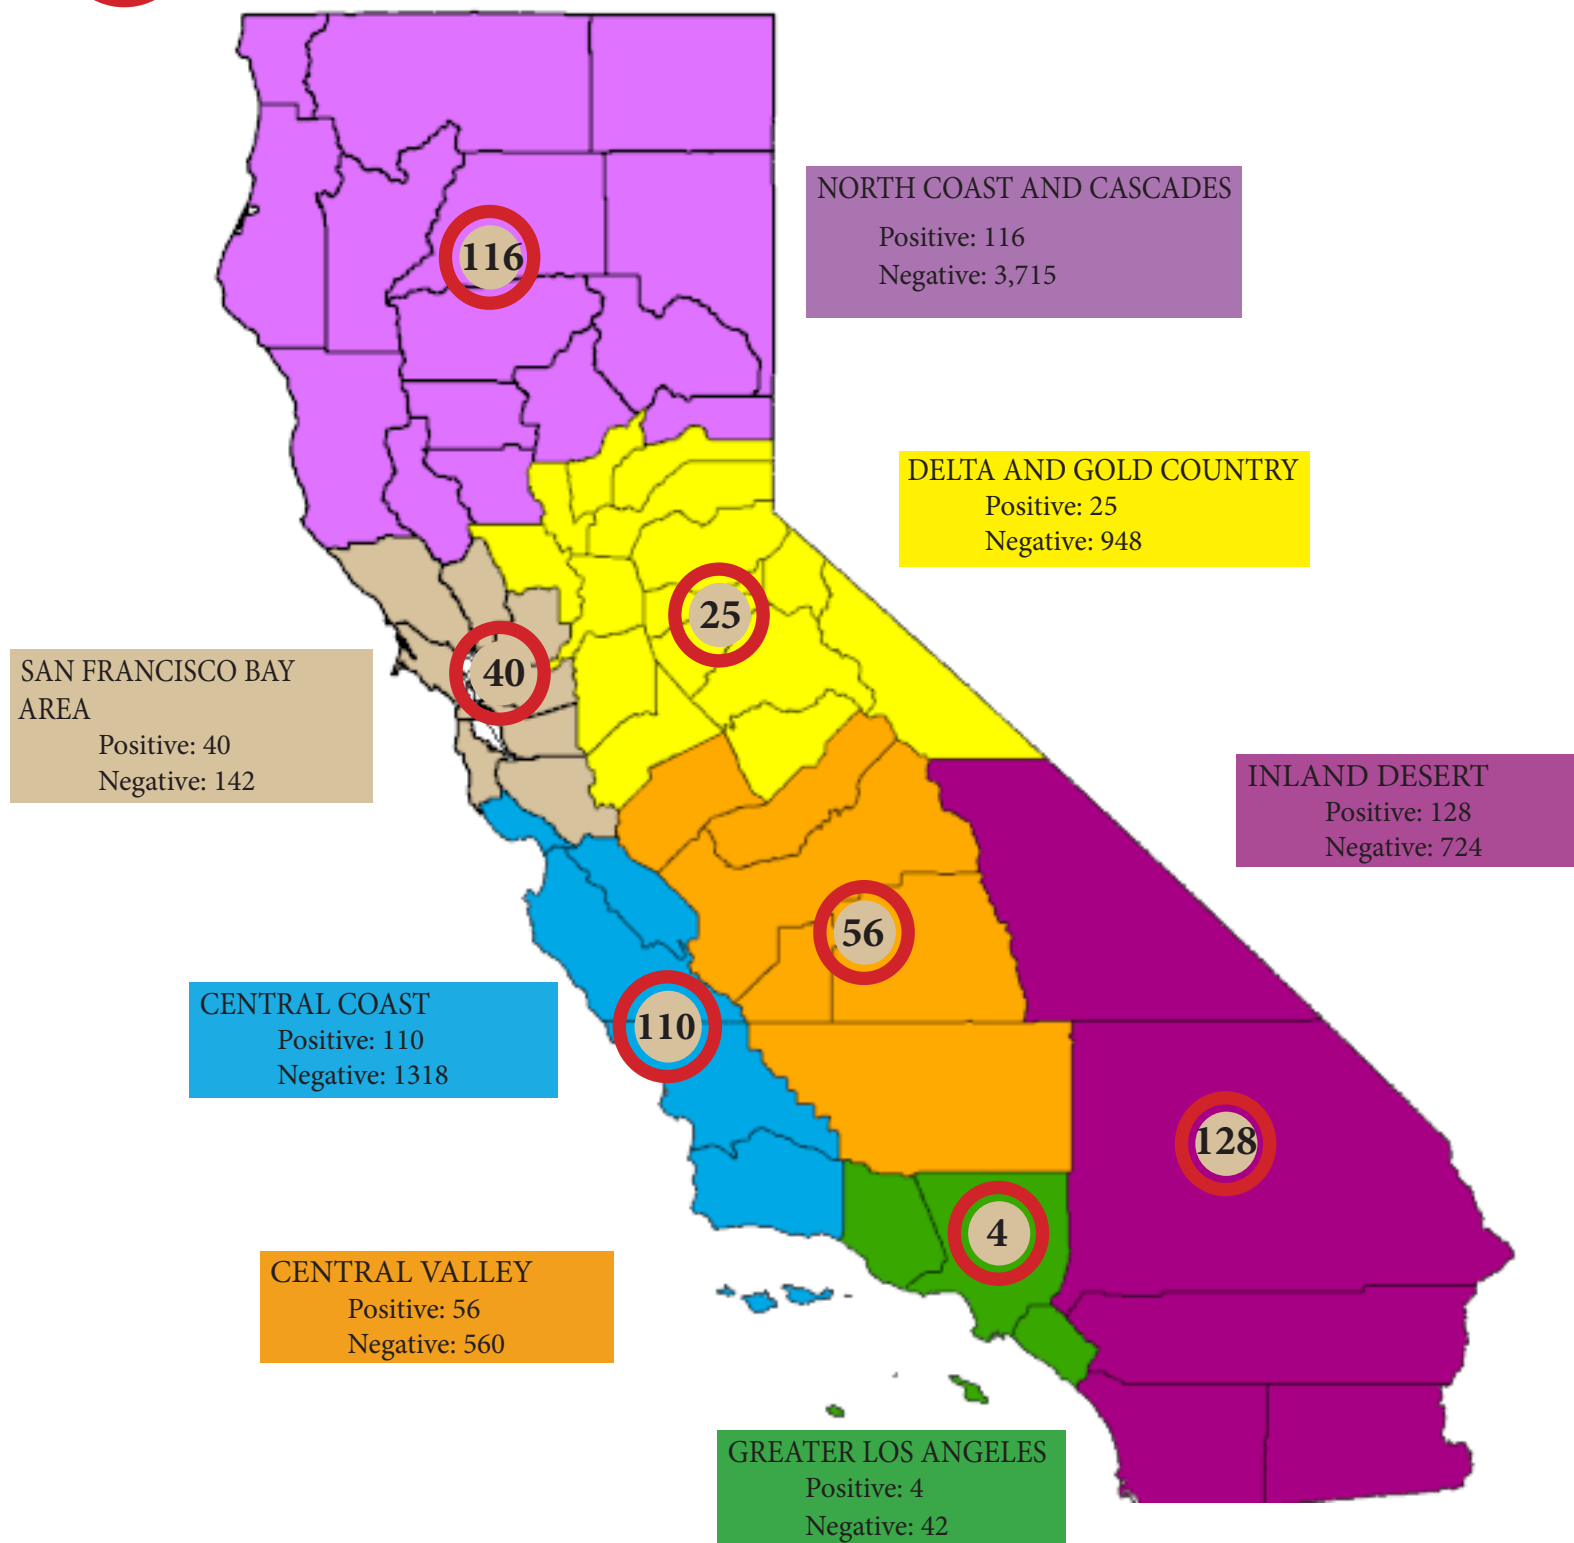 NORTH COAST AND CASCADES
Positive: 116
Negative: 3,715
116
DELTA AND GOLD COUNTRY
Positive: 25
Negative: 948
25
SAN FRANCISCO BAY
AREA
Positive: 40
Negative: 142
40
INLAND DESERT
Positive: 128
Negative: 724
56
CENTRAL COAST
Positive: 110
Negative: 1318
110
128
4
CENTRAL VALLEY
Positive: 56
Negative: 560
GREATER LOS ANGELES
Positive: 4
Negative: 42